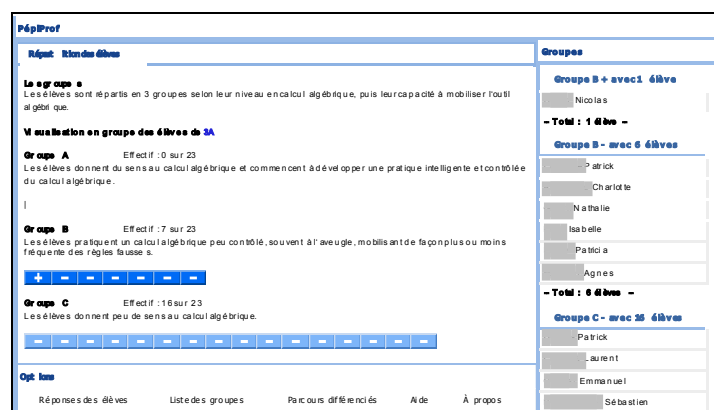 PépiProf
Répartition des élèves
Les groupes
Les élèves sont répartis en 3 groupes selon leur niveau en calcul algébrique, puis leur capacité à mobiliser l'outil
algébrique.
Visualisation en groupe des élèves de 3A
Groupe A Effectif : 0 sur 23
Les élèves donnent du sens au calcul algébrique et commencent à développer une pratique intelligente et contrôlée
du calcul algébrique.
Groupe B Effectif : 7 sur 23
Les élèves pratiquent un calcul algébrique peu contrôlé, souvent à l'aveugle, mobilisant de façon plus ou moins
fréquente des règles fausses.
+ − − − − − −
Groupe C Effectif : 16 sur 23
Les élèves donnent peu de sens au calcul algébrique.
− − − − − − − − − − − − − − −
Options
Réponses des élèves Liste des groupes Parcours différenciés Aide À propos
Groupes
Groupe B + avec 1 élève
Nicolas
-- Total : 1 élève --
Groupe B - avec 6 élèves
Patrick
Charlotte
Nathalie
Isabelle
Patricia
Agnes
-- Total : 6 élèves --
Groupe C - avec 16 élèves
Patrick
Laurent
Emmanuel
Sébastien